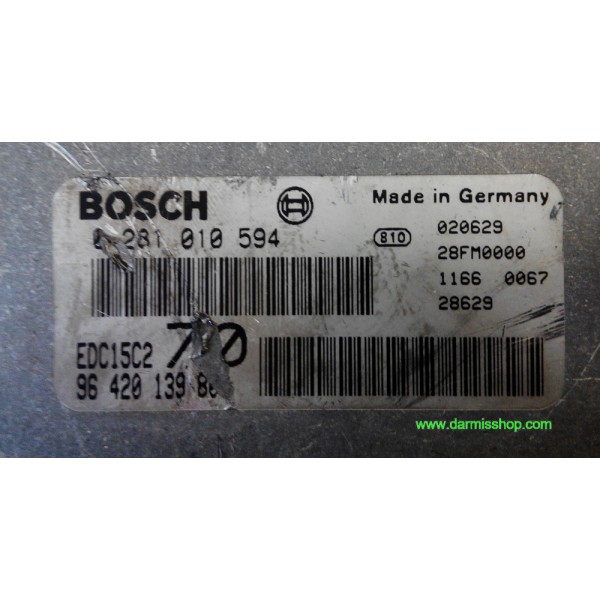 BOSCH
Made in Germany
0 281 010 594
810
020629
28FM0000
1166 0067
28629
EDC15C2
96 420 139
www.darmisshop.com